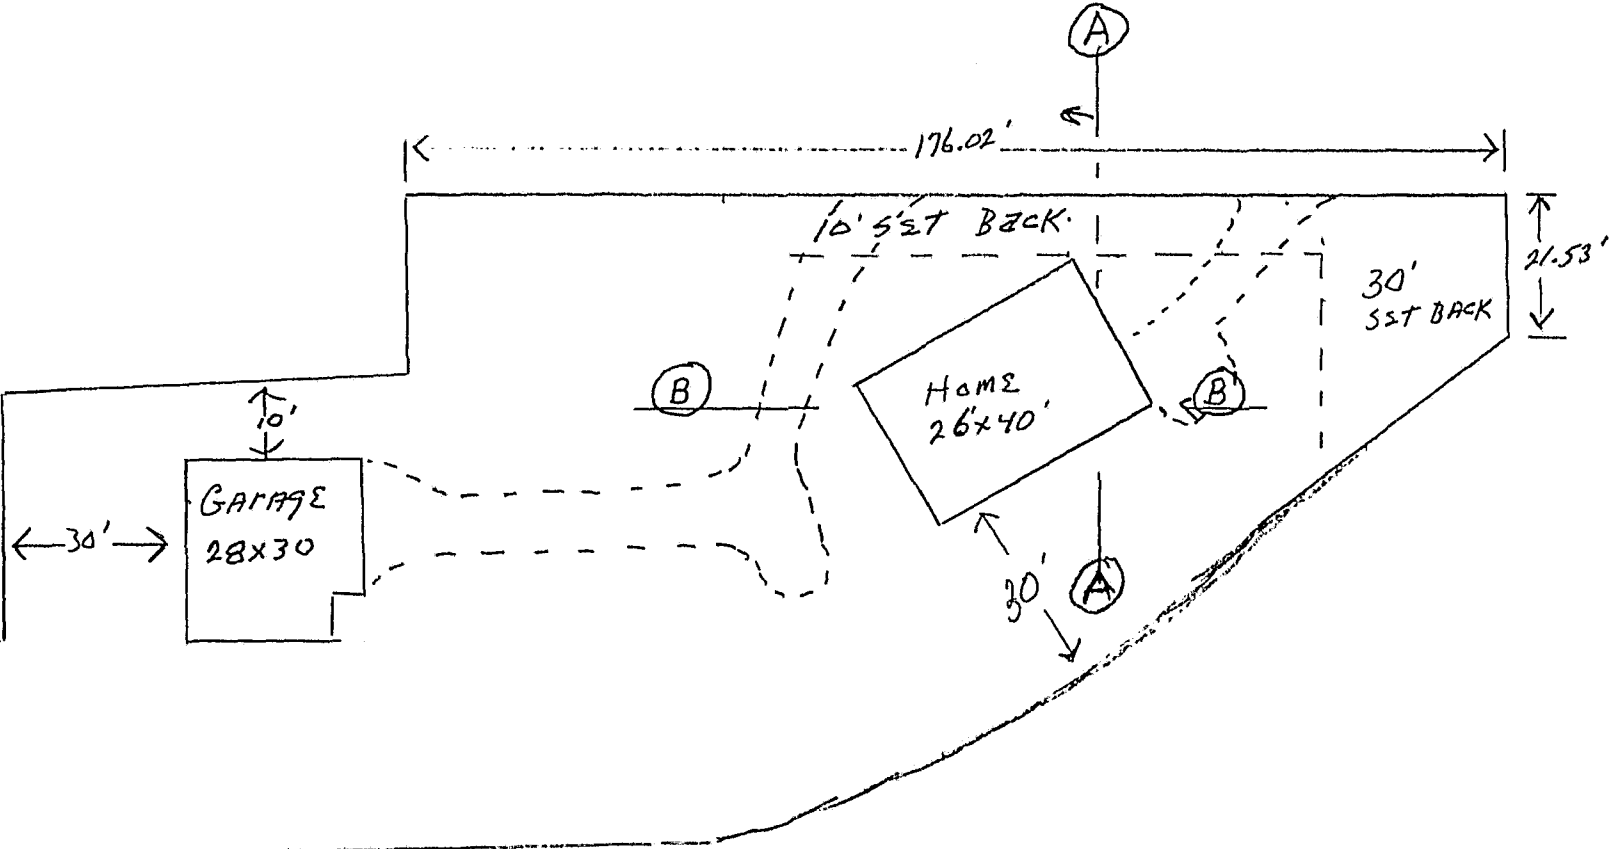 A
176.02'
10' SET BACK
21.53'
30'
SET BACK
B
HOME
26'x40'
B
10'
GARAGE
28x30
30'
30'
A